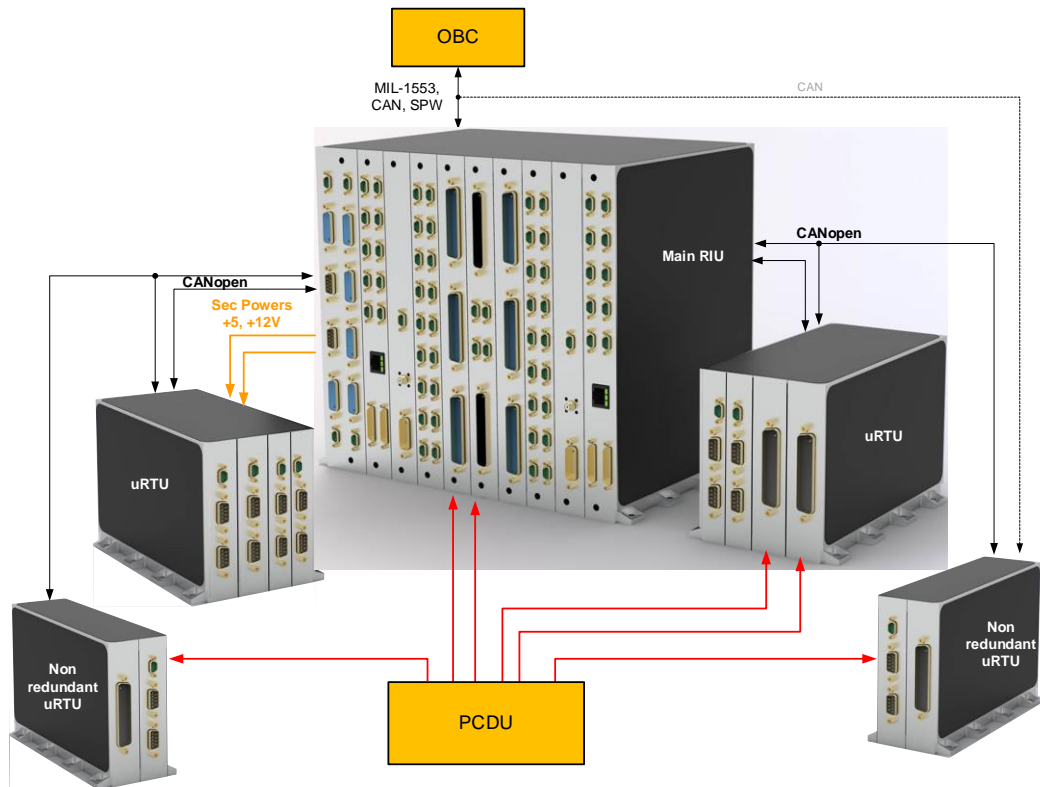 OBC
MIL-1553,
CAN, SPW
CAN
CANopen
Main RIU
CANopen
Sec Powers
+5, +12V
uRTU
uRTU
Non
redundant
uRTU
Non
redundant
uRTU
PCDU